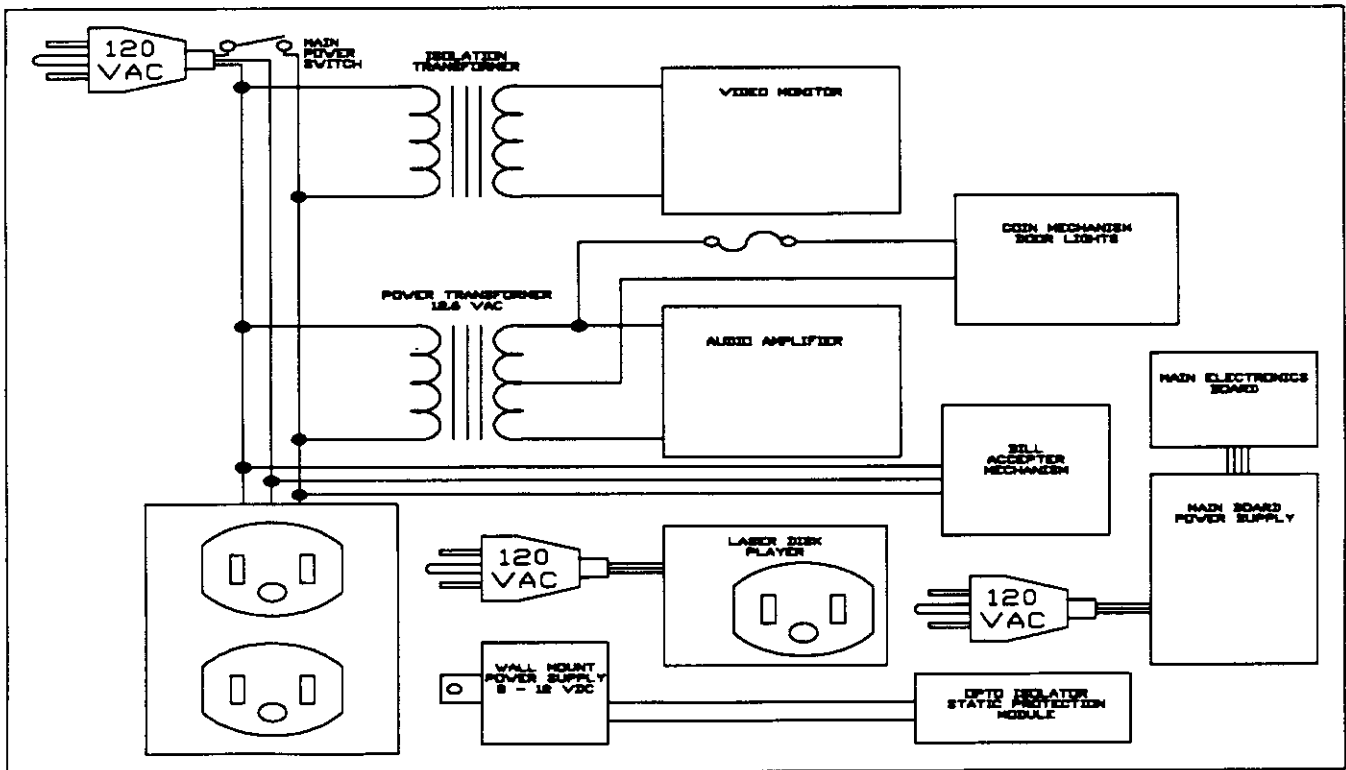 120
VAC
MAIN
POWER
SWITCH
ISOLATION
TRANSFORMER
VIDEO MONITOR
COIN MECHANISM
DOOR LIGHTS
POWER TRANSFORMER
12.6 VAC
AUDIO AMPLIFIER
MAIN ELECTRONICS
BOARD
BILL
ACCEPTER
MECHANISM
MAIN BOARD
POWER SUPPLY
120
VAC
LASER DISK
PLAYER
120
VAC
WALL MOUNT
POWER SUPPLY
8 - 12 VDC
OPTO ISOLATOR
STATIC PROTECTION
MODULE